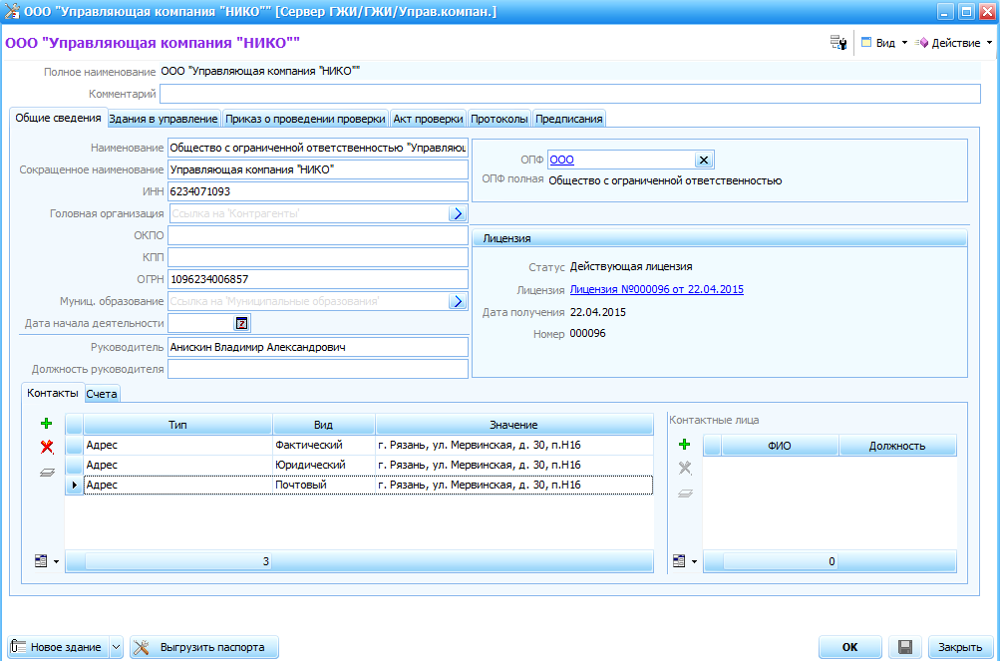 ООО "Управляющая компания "НИКО"" [Сервер ГЖИ/ГЖИ/Управ.компан.]
ООО "Управляющая компания "НИКО""
Вид Действие
Полное наименование ООО "Управляющая компания "НИКО""
Комментарий
Общие сведения Здания в управление Приказ о проведении проверки Акт проверки Протоколы Предписания
Наименование Общество с ограниченной ответственностью "Управляющ
Сокращенное наименование Управляющая компания "НИКО"
ИНН 6234071093
Головная организация Ссылка на 'Контрагенты'
ОКПО
КПП
ОГРН 1096234006857
Муниц. образование Ссылка на 'Муниципальные образования'
Дата начала деятельности
Руководитель Анискин Владимир Александрович
Должность руководителя
ОПФ ООО
ОПФ полная Общество с ограниченной ответственностью
Лицензия
Статус Действующая лицензия
Лицензия Лицензия №000096 от 22.04.2015
Дата получения 22.04.2015
Номер 000096
Контакты Счета
Тип Вид Значение
Адрес Фактический г. Рязань, ул. Мервинская, д. 30, п.Н16
Адрес Юридический г. Рязань, ул. Мервинская, д. 30, п.Н16
Адрес Почтовый г. Рязань, ул. Мервинская, д. 30, п.Н16
3
Контактные лица
ФИО Должность
0
Новое здание Выгрузить паспорта ОК Закрыть